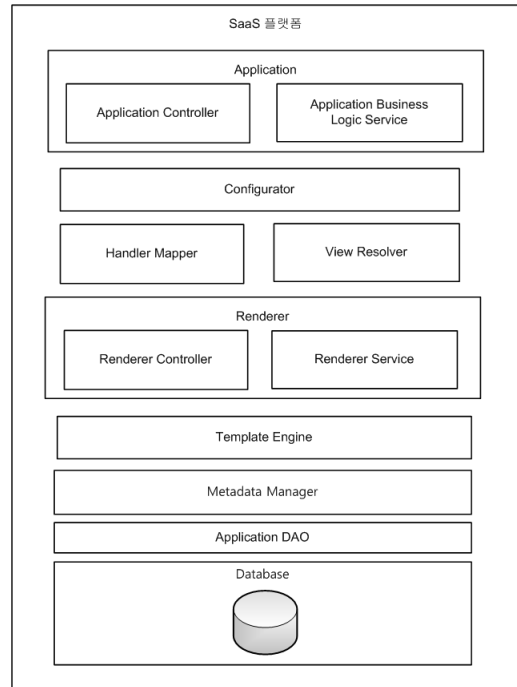 SaaS 플랫폼
Application
Application Controller
Application Business
Logic Service
Configurator
Handler Mapper
View Resolver
Renderer
Renderer Controller
Renderer Service
Template Engine
Metadata Manager
Application DAO
Database